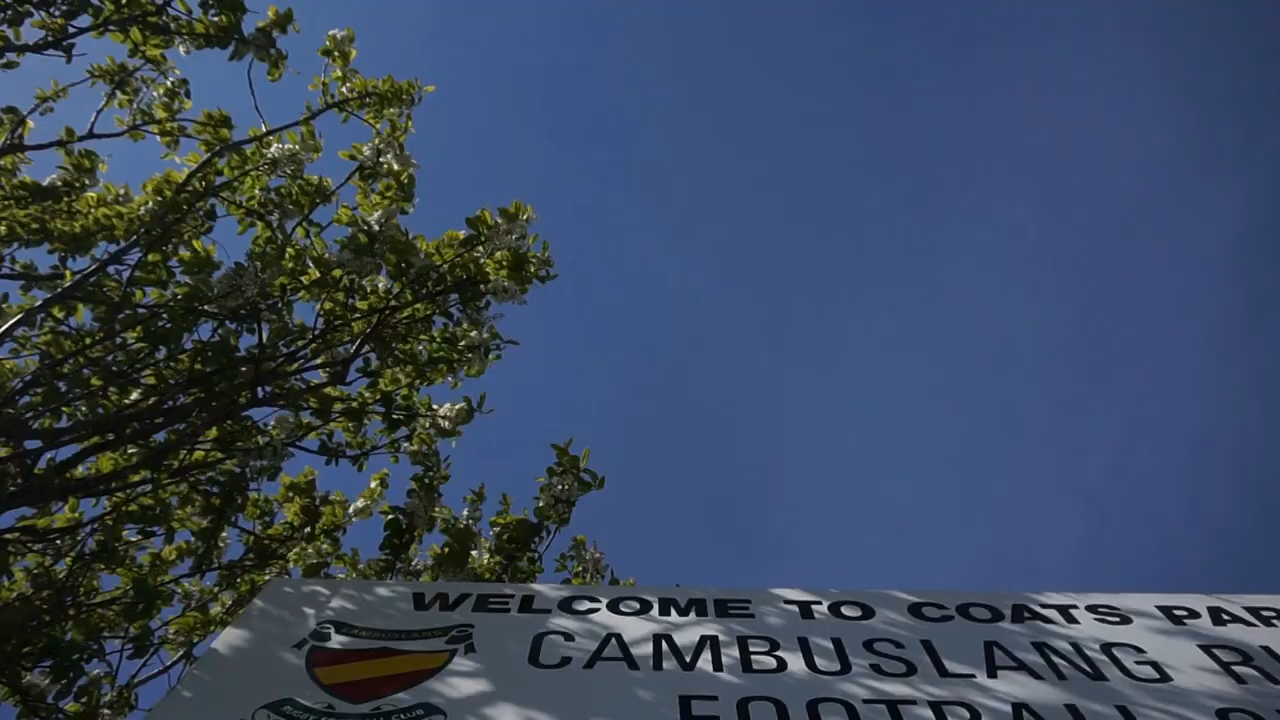 WELCOME TO COATS PAR
CAMBUSLANG
CAMBUSLANG RU
FOOTBALL C
RUGBY FOOTBALL CLUB